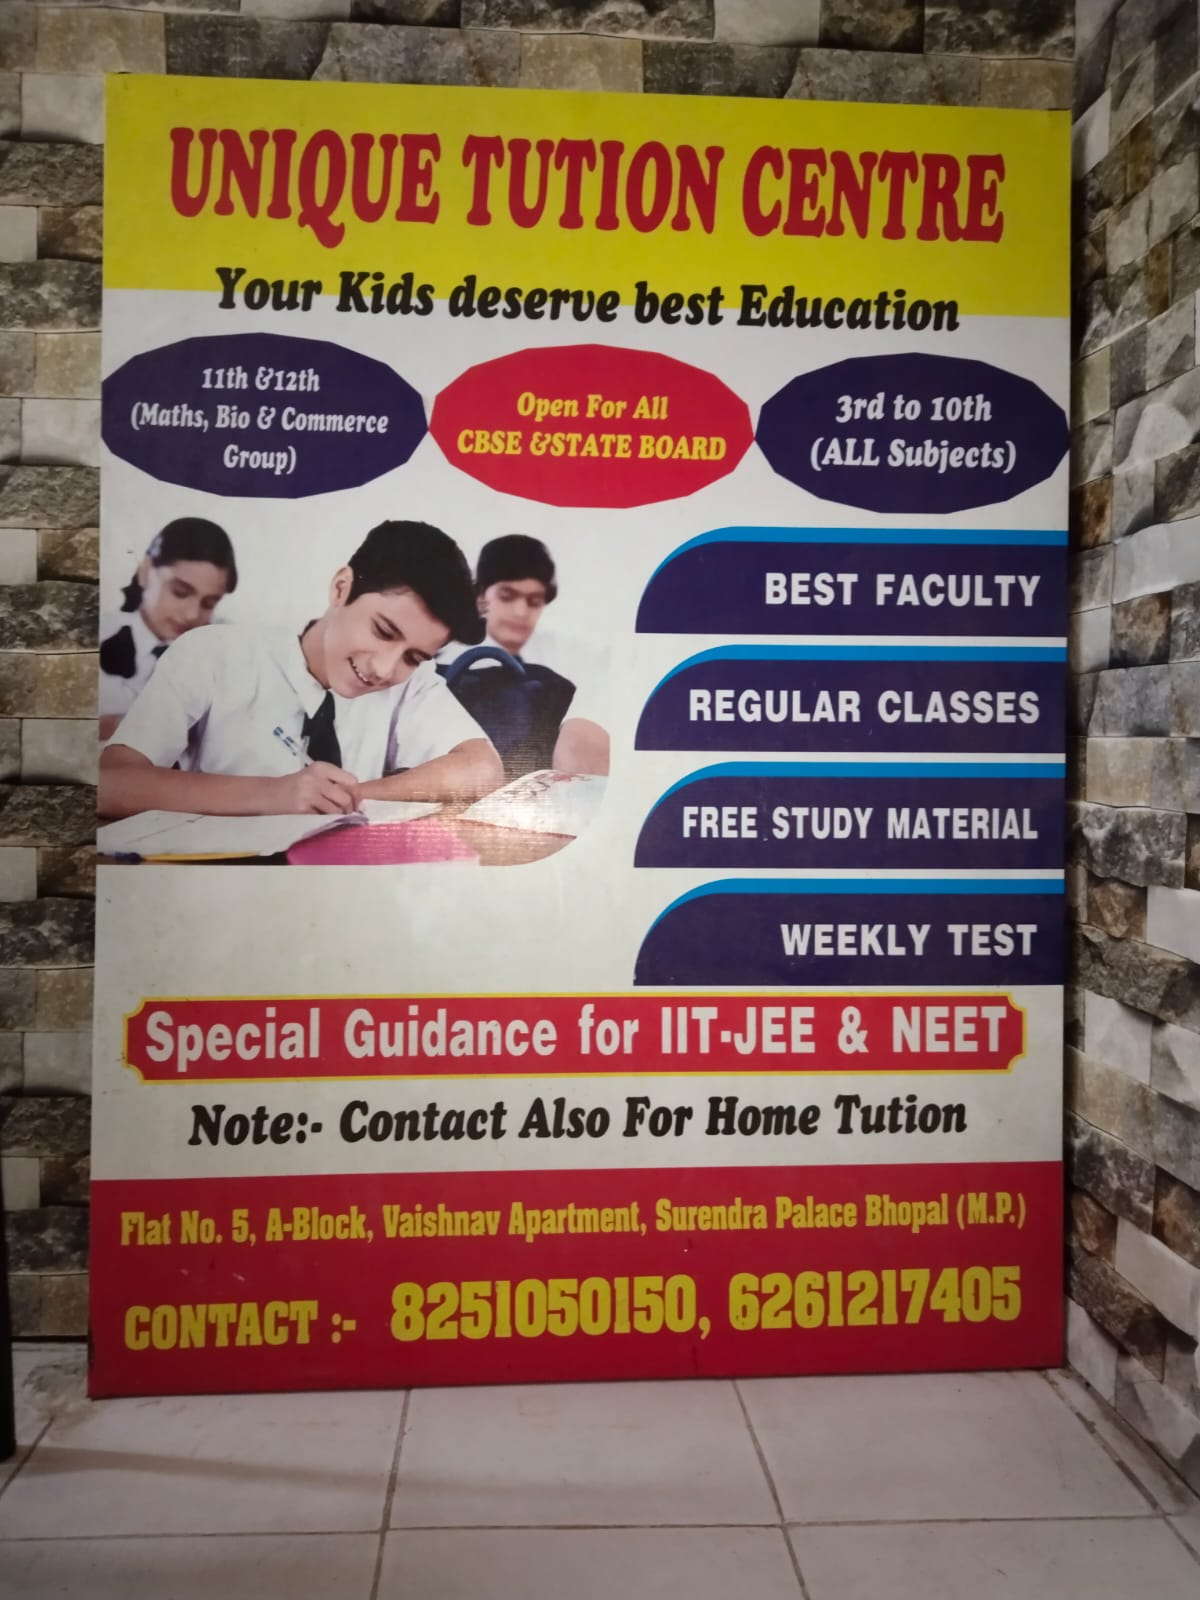 UNIQUE TUTION CENTRE
Your Kids deserve best Education
11th &12th
(Maths, Bio & Commerce
Group)
Open For All
CBSE &STATE BOARD
3rd to 10th
(ALL Subjects)
BEST FACULTY
REGULAR CLASSES
FREE STUDY MATERIAL
WEEKLY TEST
Special Guidance for IIT-JEE & NEET
Note:- Contact Also For Home Tution
Flat No. 5, A-Block, Vaishnav Apartment, Surendra Palace Bhopal (M.P.)
CONTACT :- 8251050150, 6261217405